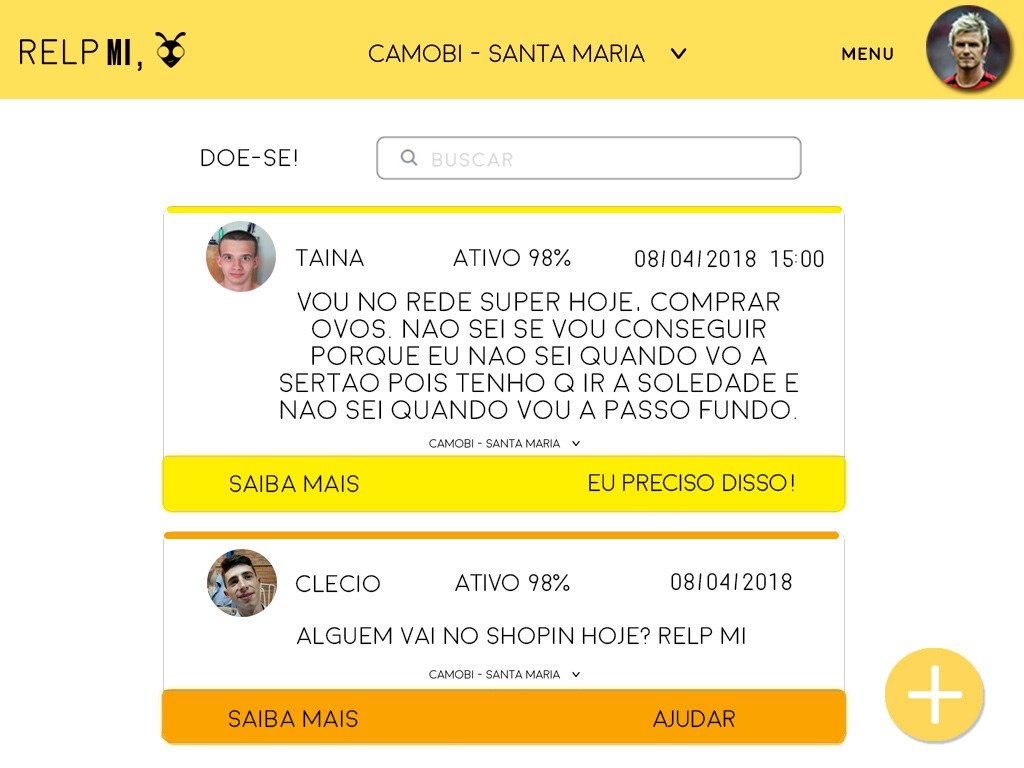 RELP MI,
CAMOBI - SANTA MARIA
MENU
DOE-SE!
BUSCAR
TAINA
ATIVO 98%
08/04/2018 15:00
VOU NO REDE SUPER HOJE, COMPRAR
OVOS. NAO SEI SE VOU CONSEGUIR
PORQUE EU NAO SEI QUANDO VO A
SERTAO POIS TENHO Q IR A SOLEDADE E
NAO SEI QUANDO VOU A PASSO FUNDO.
CAMOBI - SANTA MARIA
SAIBA MAIS
EU PRECISO DISSO!
CLECIO
ATIVO 98%
08/04/2018
ALGUEM VAI NO SHOPIN HOJE? RELP MI
CAMOBI - SANTA MARIA
SAIBA MAIS
AJUDAR